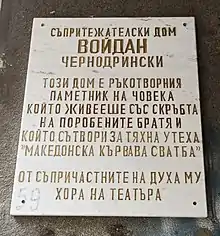 СЪПРИТЕЖАТЕЛСКИ ДОМ
ВОЙДАН
ЧЕРНОДРИНСКИ
ТОЗИ ДОМ Е РЪКОТВОРНИЯ
ПАМЕТНИК НА ЧОВЕКА
КОЙТО ЖИВЕЕШЕ СЪС СКРЪБТА
НА ПОРОБЕНИТЕ БРАТЯ И
КОЙТО СЪТВОРИ ЗА ТЯХНА УТЕХА
"МАКЕДОНСКА КЪРВАВА СВАТБА"
ОТ СЪПРИЧАСТНИТЕ НА ДУХА МУ
ХОРА НА ТЕАТЪРА
59